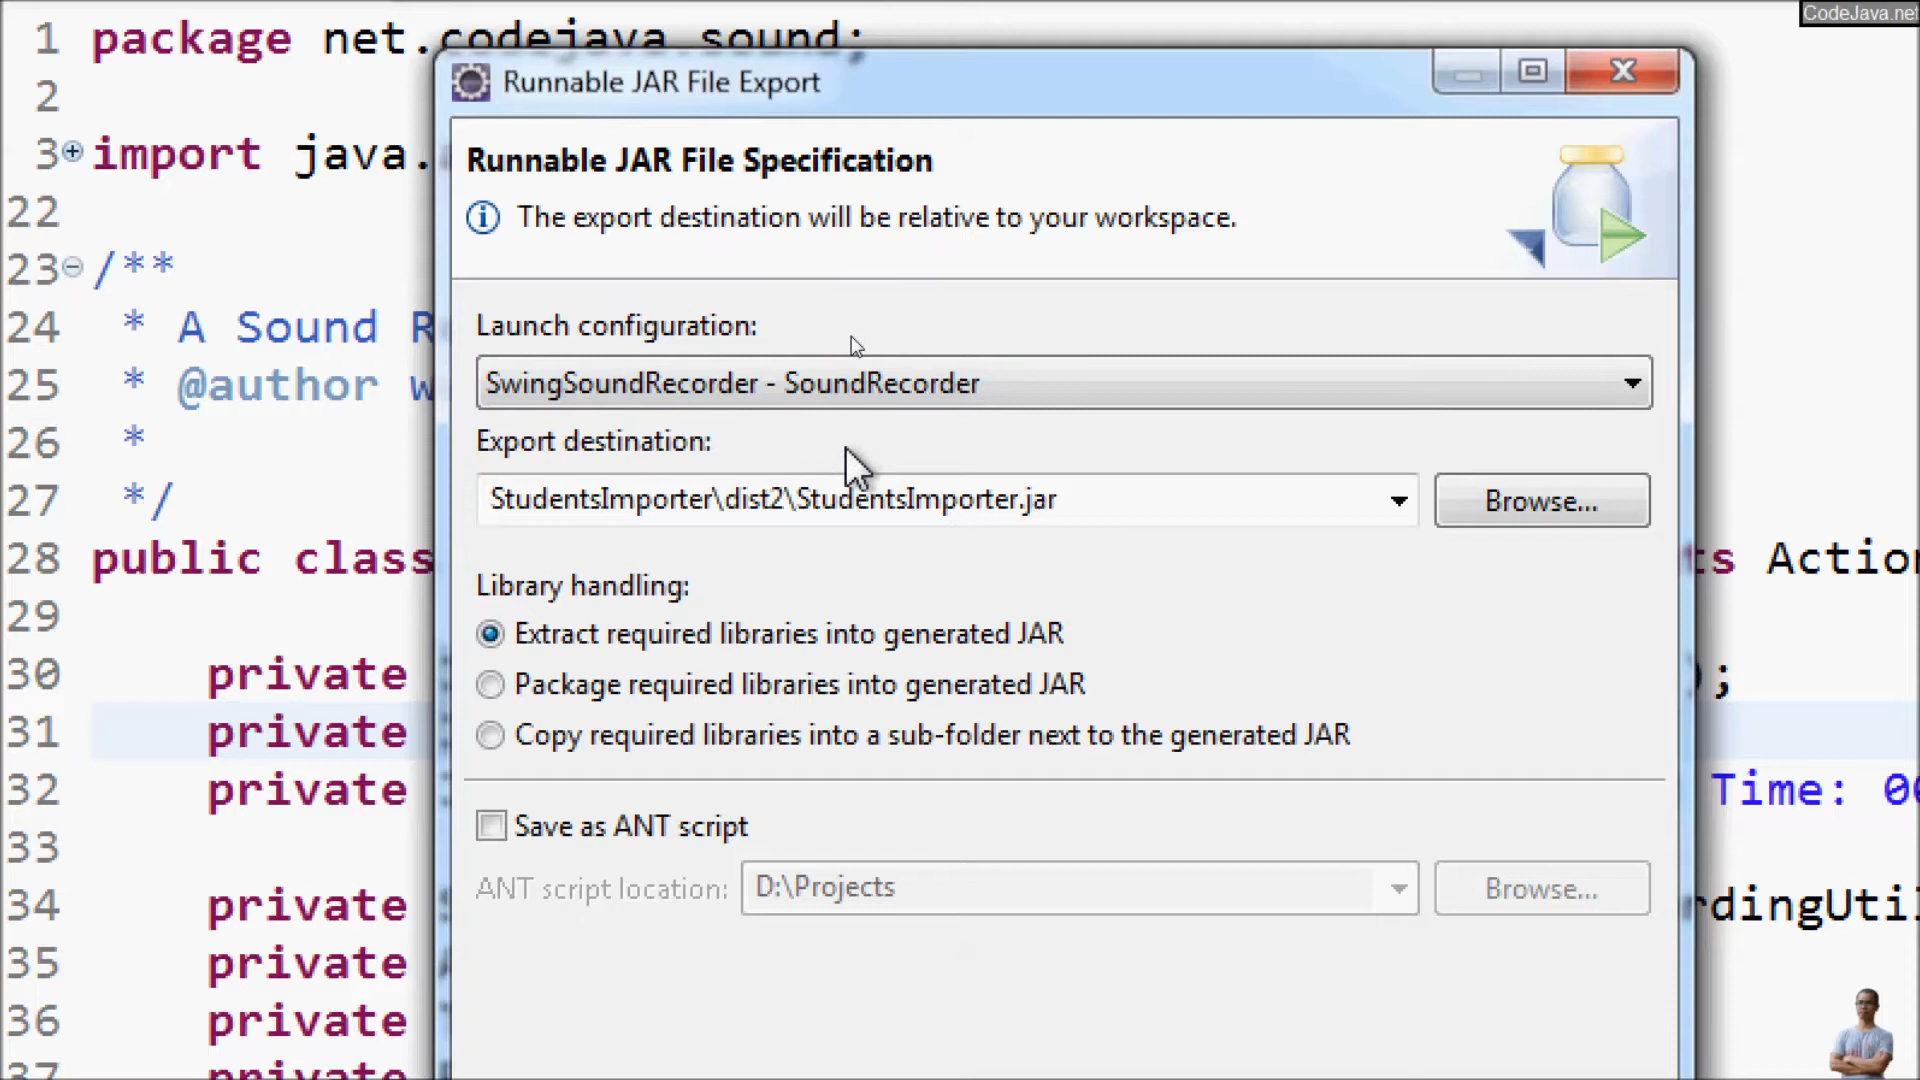 CodeJava.net
1 package net.codejava.sound;
2
3 import java.
22
23 /**
24 * A Sound R
25 * @author w
26 *
27 */
28 public class ts Action
29
30 private );
31 private
32 private Time: 00
33
34 private rdingUtil
35 private
36 private
37 private
Runnable JAR File Export
Runnable JAR File Specification
The export destination will be relative to your workspace.
Launch configuration:
SwingSoundRecorder - SoundRecorder
Export destination:
StudentsImporter\dist2\StudentsImporter.jar
Browse...
Library handling:
Extract required libraries into generated JAR
Package required libraries into generated JAR
Copy required libraries into a sub-folder next to the generated JAR
Save as ANT script
ANT script location:
D:\Projects
Browse...